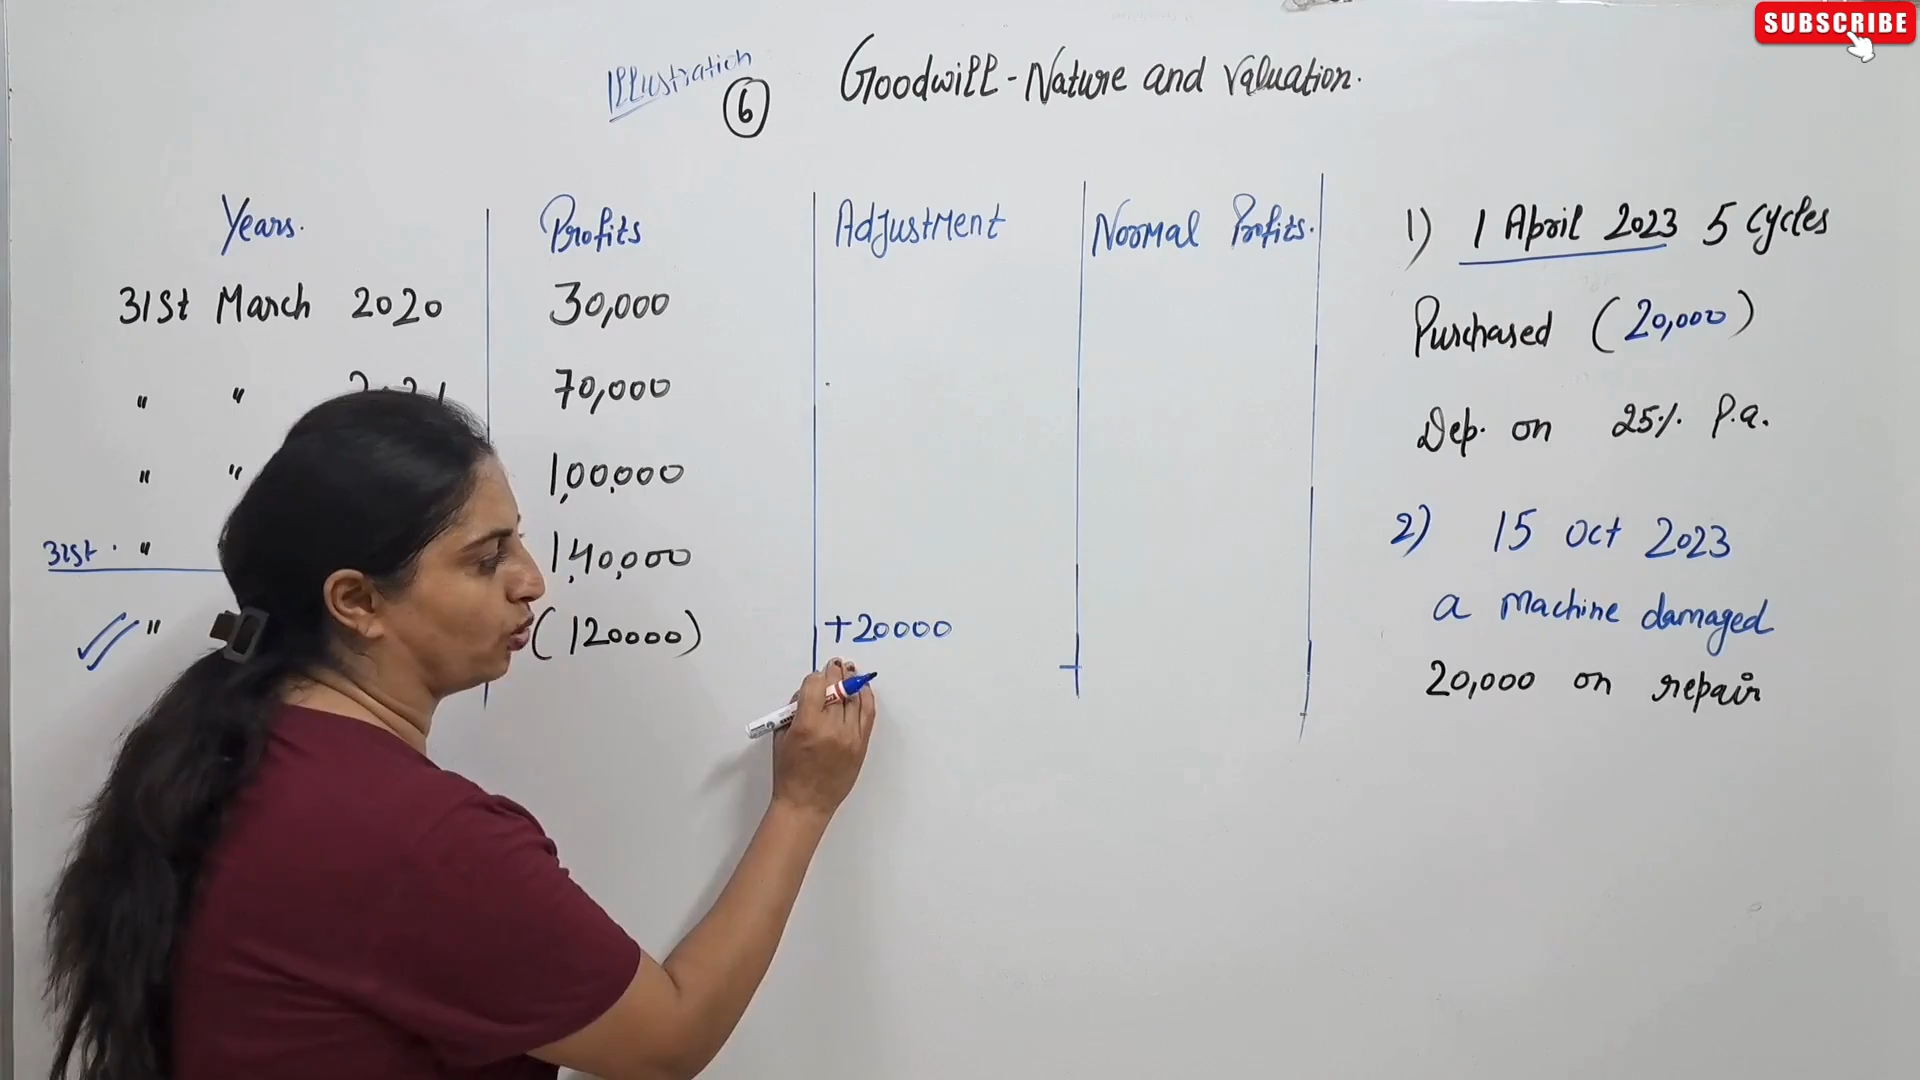 SUBSCRIBE
Illustration
6
Goodwill - Nature and Valuation.
Years. Profits Adjustment Normal Profits.
31st March 2020 30,000
" " 70,000
" " 1,00,000
31st. " 1,40,000
" (120000) +20000
1) 1 April 2023 5 Cycles
Purchased (20,000)
Dep. on 25% P.a.
2) 15 Oct 2023
a machine damaged
20,000 on repair